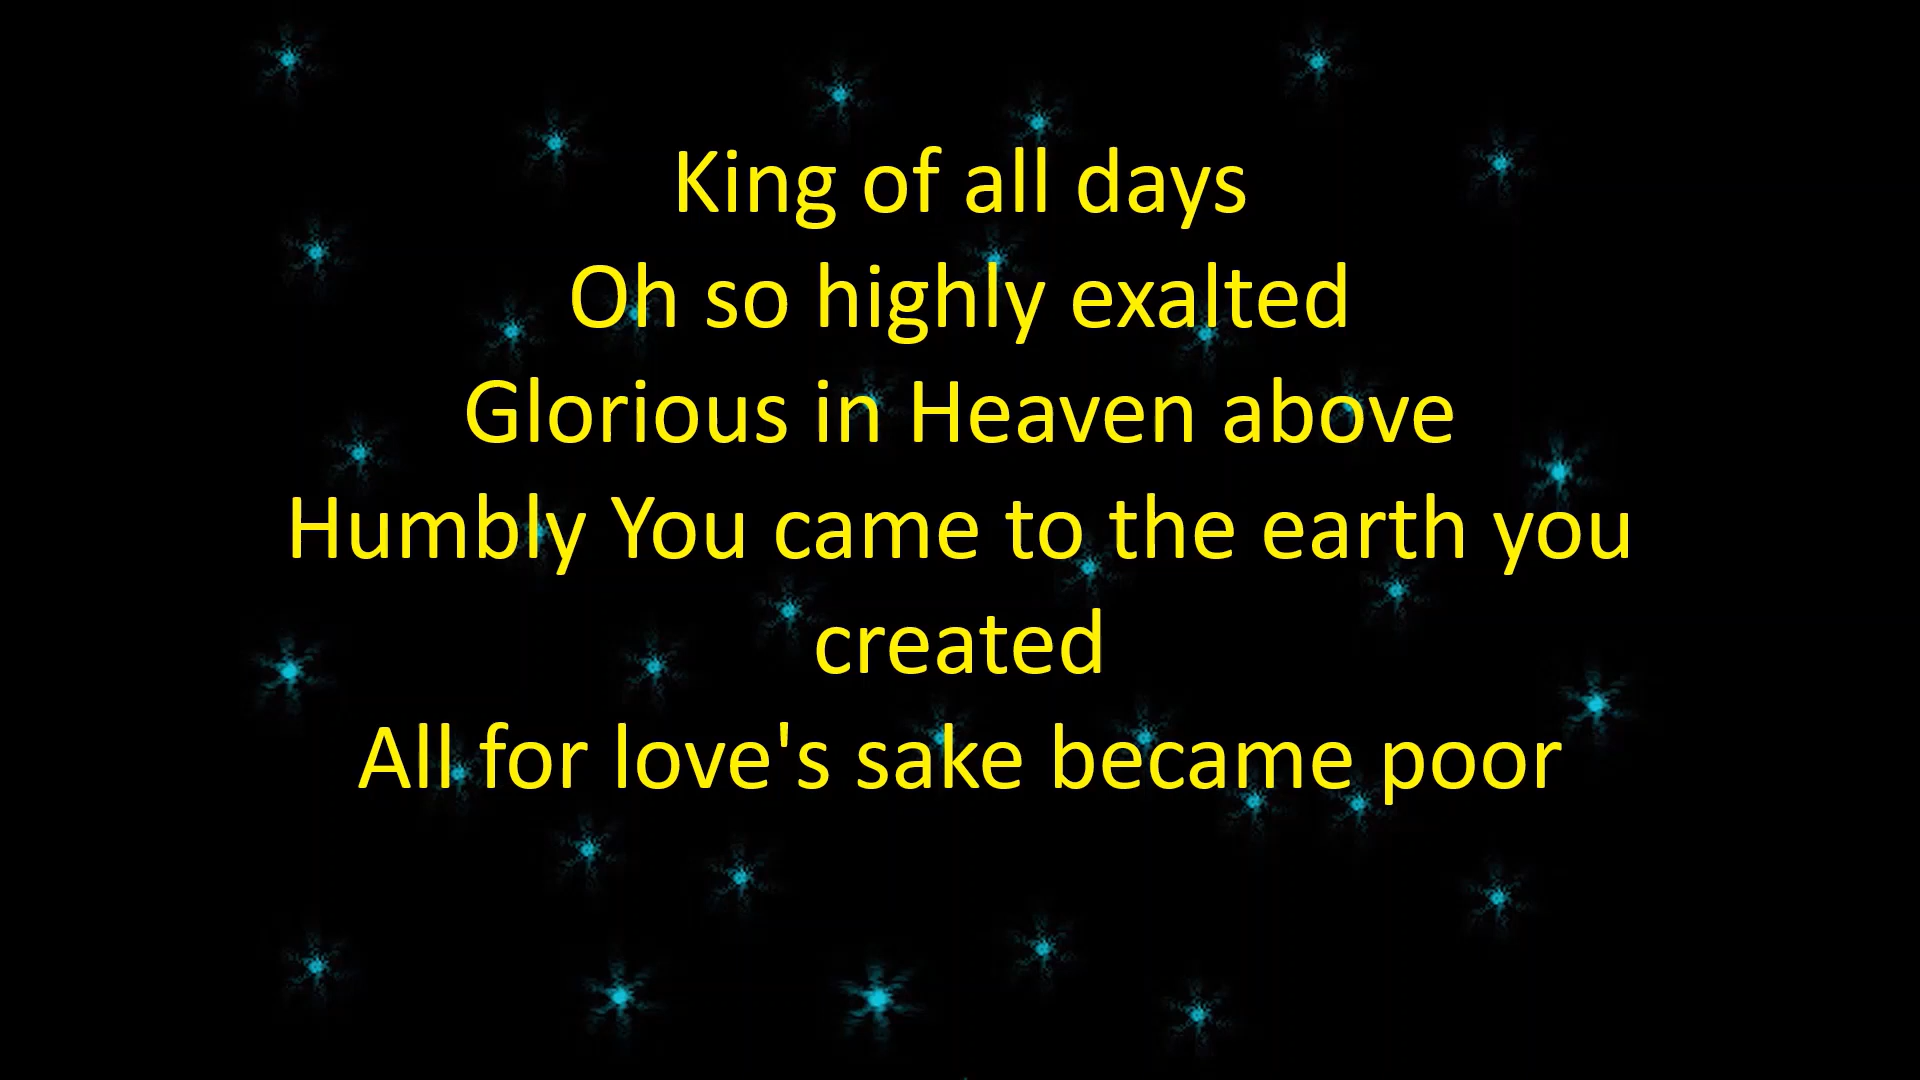 King of all days
Oh so highly exalted
Glorious in Heaven above
Humbly You came to the earth you
created
All for love's sake became poor